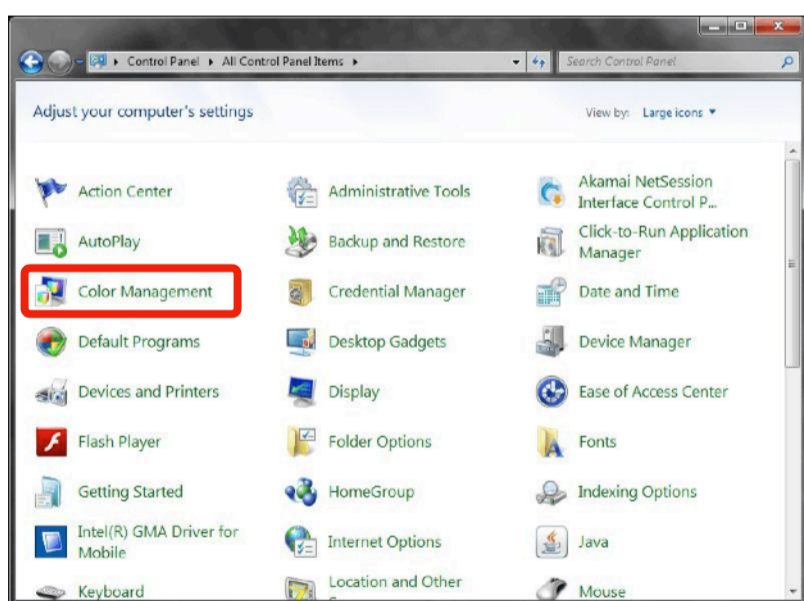 Control Panel ▸ All Control Panel Items ▸
Search Control Panel
Adjust your computer's settings
View by: Large icons
Action Center
Administrative Tools
Akamai NetSession
Interface Control P...
AutoPlay
Backup and Restore
Click-to-Run Application
Manager
Color Management
Credential Manager
Date and Time
Default Programs
Desktop Gadgets
Device Manager
Devices and Printers
Display
Ease of Access Center
Flash Player
Folder Options
Fonts
Getting Started
HomeGroup
Indexing Options
Intel(R) GMA Driver for
Mobile
Internet Options
Java
Keyboard
Location and Other
Mouse